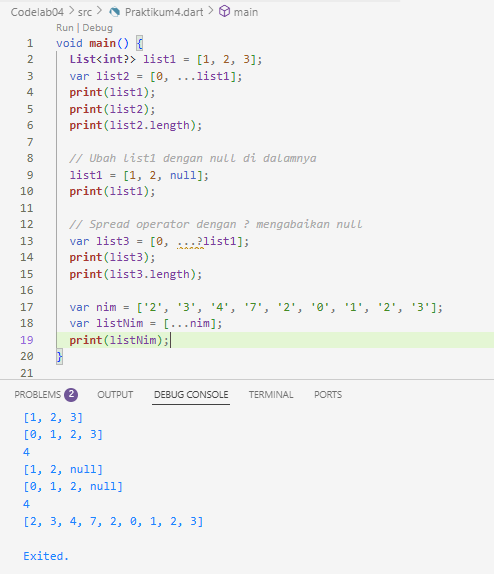 Codelab04 > src > Praktikum4.dart > main
Run | Debug
1 void main() {
2 List<int?> list1 = [1, 2, 3];
3 var list2 = [0, ...list1];
4 print(list1);
5 print(list2);
6 print(list2.length);
7
8 // Ubah list1 dengan null di dalamnya
9 list1 = [1, 2, null];
10 print(list1);
11
12 // Spread operator dengan ? mengabaikan null
13 var list3 = [0, ...?list1];
14 print(list3);
15 print(list3.length);
16
17 var nim = ['2', '3', '4', '7', '2', '0', '1', '2', '3'];
18 var listNim = [...nim];
19 print(listNim);
20 }
21
PROBLEMS 2 OUTPUT DEBUG CONSOLE TERMINAL PORTS
[1, 2, 3]
[0, 1, 2, 3]
4
[1, 2, null]
[0, 1, 2, null]
4
[2, 3, 4, 7, 2, 0, 1, 2, 3]
Exited.